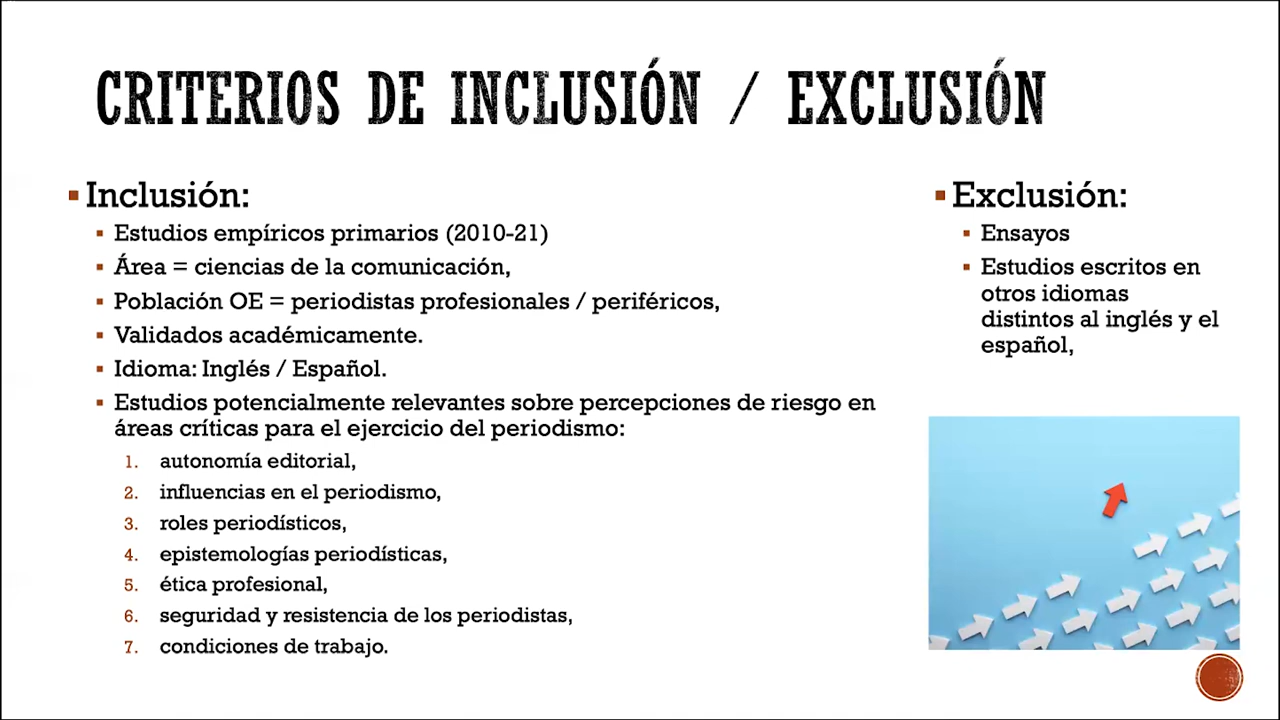 CRITERIOS DE INCLUSIÓN / EXCLUSIÓN
Inclusión:
Estudios empíricos primarios (2010-21)
Área = ciencias de la comunicación,
Población OE = periodistas profesionales / periféricos,
Validados académicamente.
Idioma: Inglés / Español.
Estudios potencialmente relevantes sobre percepciones de riesgo en
áreas críticas para el ejercicio del periodismo:
1. autonomía editorial,
2. influencias en el periodismo,
3. roles periodísticos,
4. epistemologías periodísticas,
5. ética profesional,
6. seguridad y resistencia de los periodistas,
7. condiciones de trabajo.
Exclusión:
Ensayos
Estudios escritos en
otros idiomas
distintos al inglés y el
español,